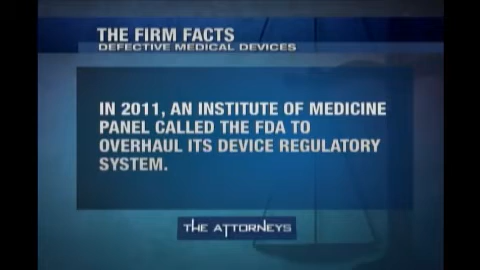 THE FIRM FACTS
DEFECTIVE MEDICAL DEVICES
IN 2011, AN INSTITUTE OF MEDICINE
PANEL CALLED THE FDA TO
OVERHAUL ITS DEVICE REGULATORY
SYSTEM.
THE ATTORNEYS